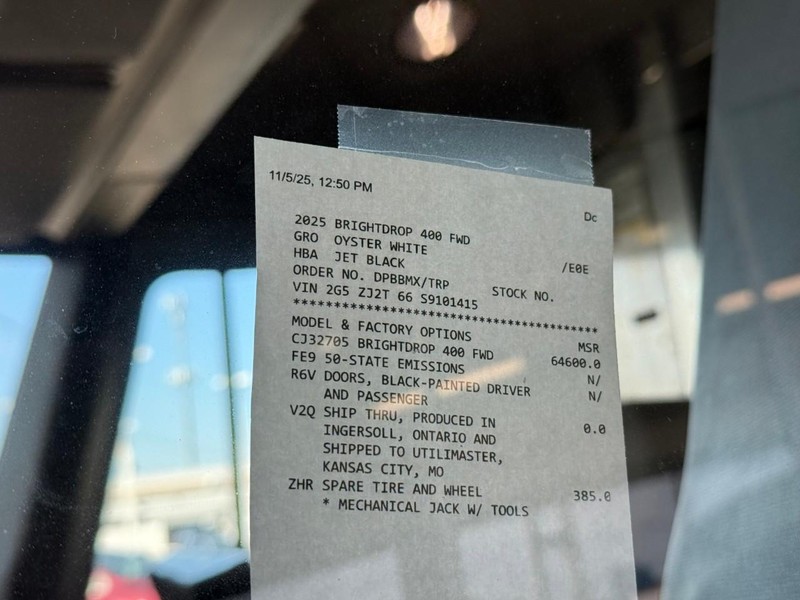 11/5/25, 12:50 PM
Dc
2025 BRIGHTDROP 400 FWD
GRO OYSTER WHITE /E0E
HBA JET BLACK
ORDER NO. DPBBMX/TRP STOCK NO.
VIN 2G5 ZJ2T 66 S9101415
*************************************
MODEL & FACTORY OPTIONS MSR
CJ32705 BRIGHTDROP 400 FWD 64600.0
FE9 50-STATE EMISSIONS N/
R6V DOORS, BLACK-PAINTED DRIVER N/
AND PASSENGER
V2Q SHIP THRU, PRODUCED IN 0.0
INGERSOLL, ONTARIO AND
SHIPPED TO UTILIMASTER,
KANSAS CITY, MO
ZHR SPARE TIRE AND WHEEL 385.0
* MECHANICAL JACK W/ TOOLS